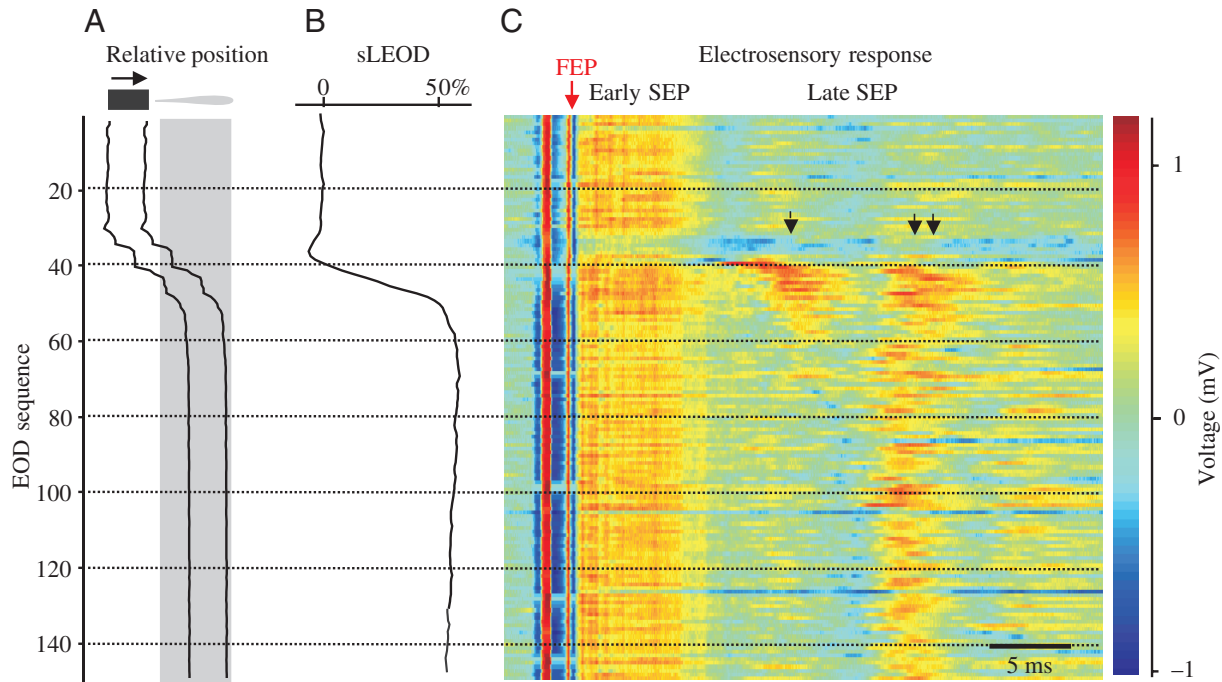 A
B
C
Relative position
sLEOD
Electrosensory response
0
50%
FEP
Early SEP
Late SEP
EOD sequence
20
40
60
80
100
120
140
5 ms
1
0
–1
Voltage (mV)